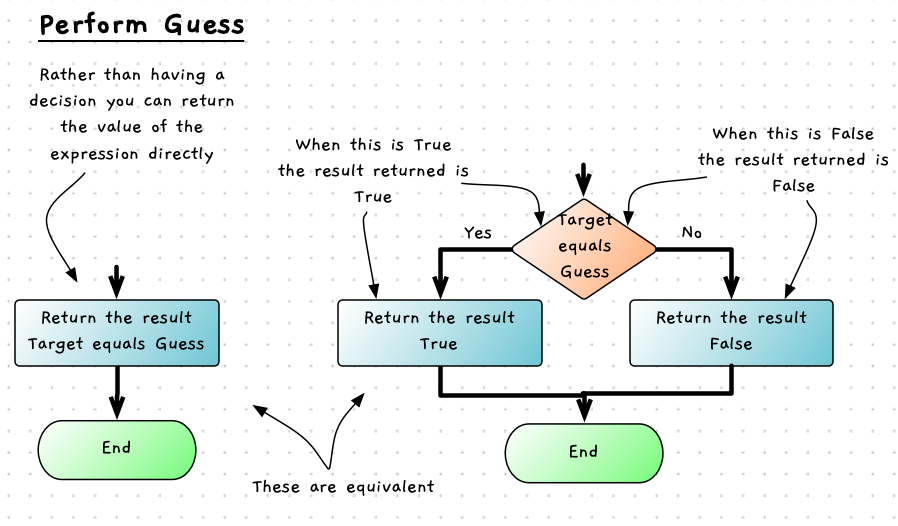 Perform Guess
Rather than having a
decision you can return
the value of the
expression directly
When this is True
the result returned is
True
When this is False
the result returned is
False
Target
equals
Guess
Yes
No
Return the result
Target equals Guess
Return the result
True
Return the result
False
End
End
These are equivalent